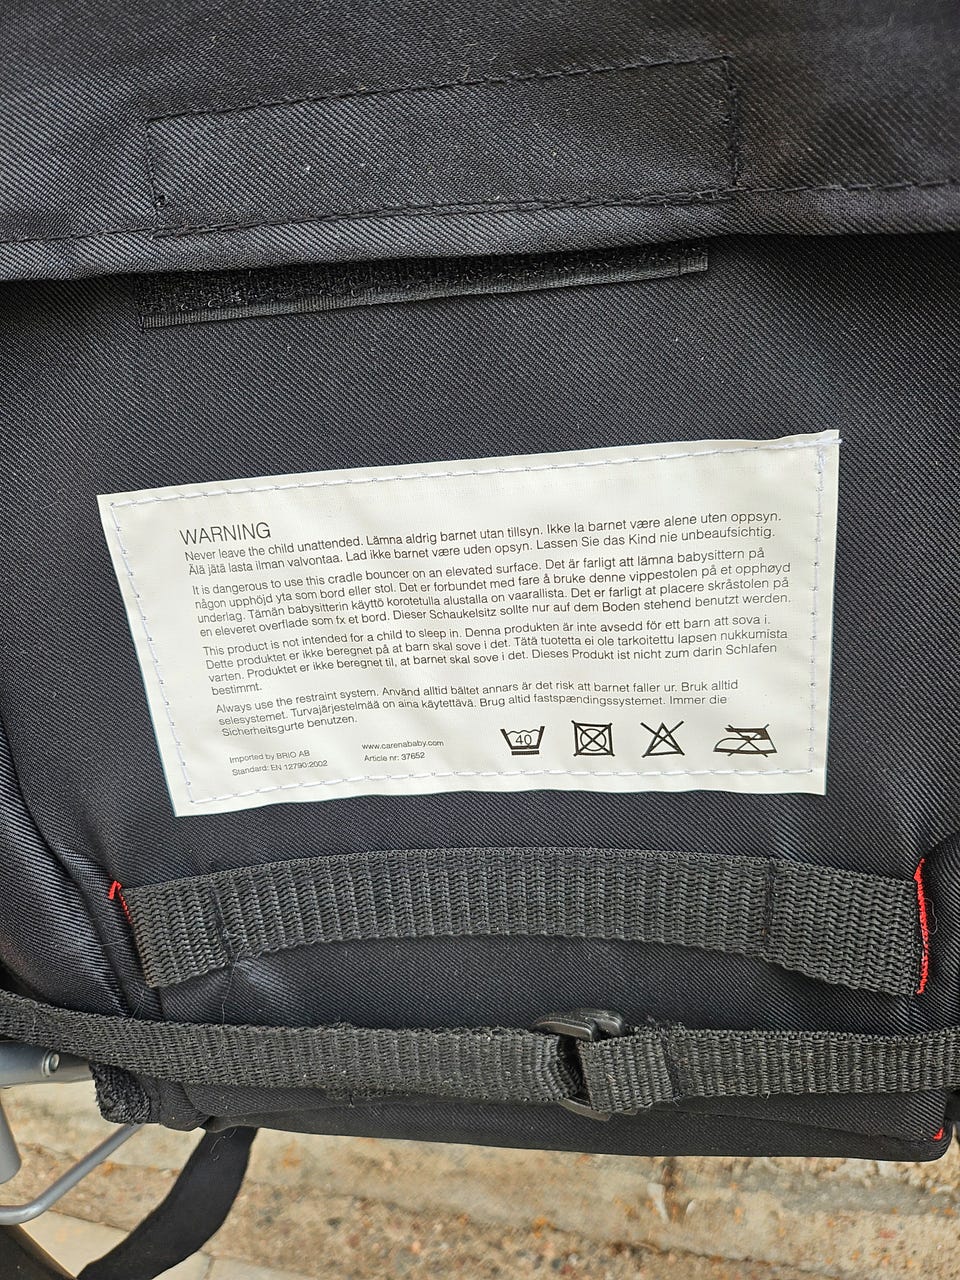 WARNING
Never leave the child unattended. Lämna aldrig barnet utan tillsyn. Ikke la barnet være alene uten oppsyn.
Älä jätä lasta ilman valvontaa. Lad ikke barnet være uden opsyn. Lassen Sie das Kind nie unbeaufsichtig.
It is dangerous to use this cradle bouncer on an elevated surface. Det är farligt att lämna babysittern på
någon upphöjd yta som bord eller stol. Det er forbundet med fare å bruke denne vippestolen på et opphøyd
underlag. Tämän babysitterin käyttö korotetulla alustalla on vaarallista. Det er farligt at placere skråstolen på
en eleveret overflade som fx et bord. Dieser Schaukelsitz sollte nur auf dem Boden stehend benutzt werden.
This product is not intended for a child to sleep in. Denna produkten är inte avsedd för ett barn att sova i.
Dette produktet er ikke beregnet på at barn skal sove i det. Tätä tuotetta ei ole tarkoitettu lapsen nukkumista
varten. Produktet er ikke beregnet til, at barnet skal sove i det. Dieses Produkt ist nicht zum darin Schlafen
bestimmt.
Always use the restraint system. Använd alltid bältet annars är det risk att barnet faller ur. Bruk alltid
selesystemet. Turvajärjestelmää on aina käytettävä. Brug altid fastspændingssystemet. Immer die
Sicherheitsgurte benutzen.
Imported by BRIO AB
Standard: EN 12790:2002
www.carenababy.com
Article nr: 37652
40